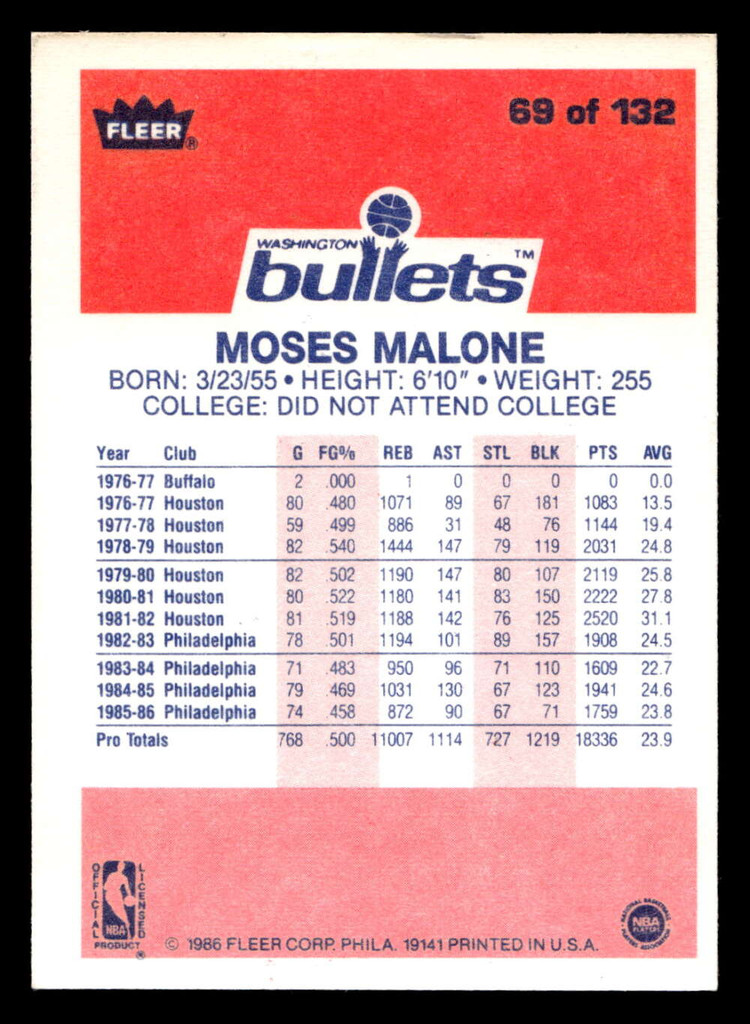 FLEER®
69 of 132
WASHINGTON
bullets™
MOSES MALONE
BORN: 3/23/55 • HEIGHT: 6'10" • WEIGHT: 255
COLLEGE: DID NOT ATTEND COLLEGE
Year Club G FG% REB AST STL BLK PTS AVG
1976-77 Buffalo 2 .000 1 0 0 0 0 0.0
1976-77 Houston 80 .480 1071 89 67 181 1083 13.5
1977-78 Houston 59 .499 886 31 48 76 1144 19.4
1978-79 Houston 82 .540 1444 147 79 119 2031 24.8
1979-80 Houston 82 .502 1190 147 80 107 2119 25.8
1980-81 Houston 80 .522 1180 141 83 150 2222 27.8
1981-82 Houston 81 .519 1188 142 76 125 2520 31.1
1982-83 Philadelphia 78 .501 1194 101 89 157 1908 24.5
1983-84 Philadelphia 71 .483 950 96 71 110 1609 22.7
1984-85 Philadelphia 79 .469 1031 130 67 123 1941 24.6
1985-86 Philadelphia 74 .458 872 90 67 71 1759 23.8
Pro Totals 768 .500 11007 1114 727 1219 18336 23.9
OFFICIAL LICENSED
NBA
PRODUCT®
© 1986 FLEER CORP. PHILA. 19141 PRINTED IN U.S.A.
NATIONAL BASKETBALL
NBA
PLAYERS
ASSOCIATION